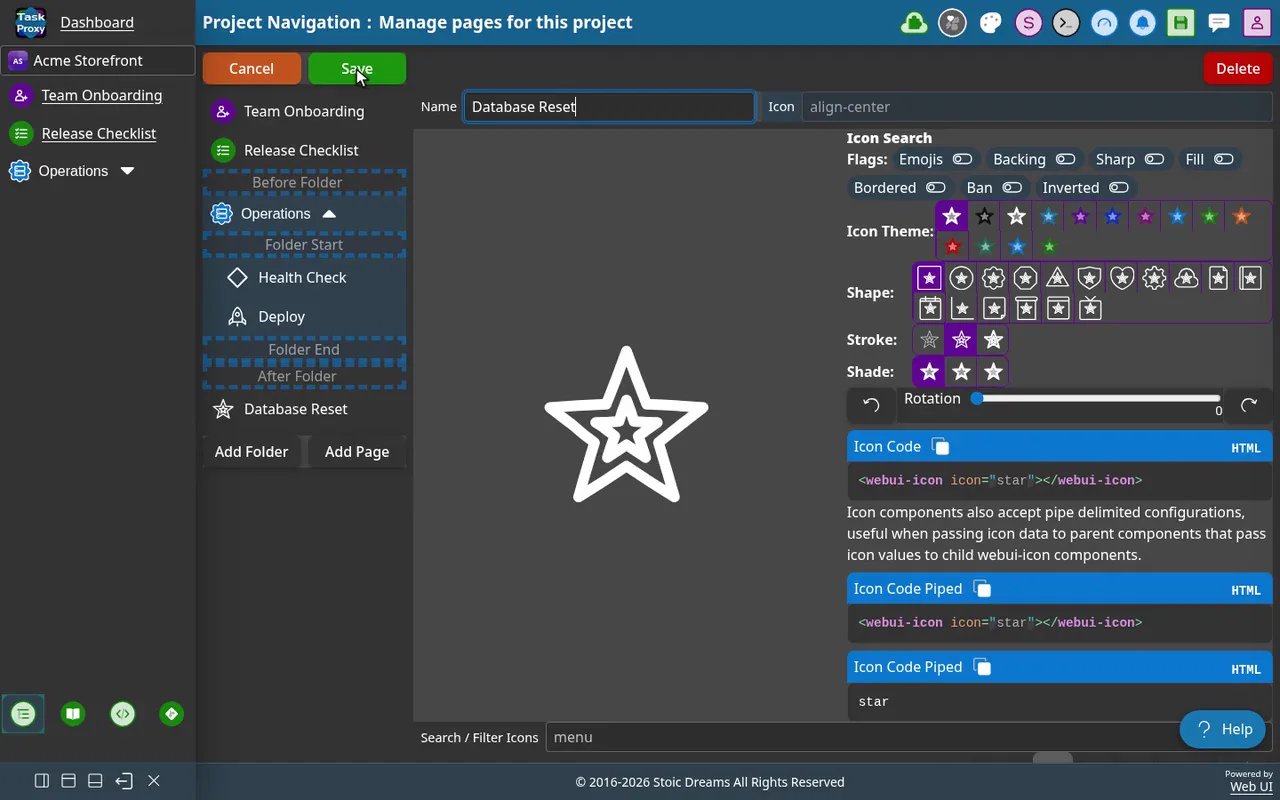 Task Proxy
Dashboard
Project Navigation : Manage pages for this project
S
AS
Acme Storefront
Team Onboarding
Release Checklist
Operations
Cancel
Save
Delete
Team Onboarding
Release Checklist
Before Folder
Operations
Folder Start
Health Check
Deploy
Folder End
After Folder
Database Reset
Add Folder
Add Page
Name
Database Reset
Icon
align-center
Icon Search
Flags:
Emojis
Backing
Sharp
Fill
Bordered
Ban
Inverted
Icon Theme:
Shape:
Stroke:
Shade:
Rotation
0
Icon Code
HTML
<webui-icon icon="star"></webui-icon>
Icon components also accept pipe delimited configurations,
useful when passing icon data to parent components that pass
icon values to child webui-icon components.
Icon Code Piped
HTML
<webui-icon icon="star"></webui-icon>
Icon Code Piped
HTML
star
Search / Filter Icons
menu
? Help
© 2016-2026 Stoic Dreams All Rights Reserved
Powered by
Web UI